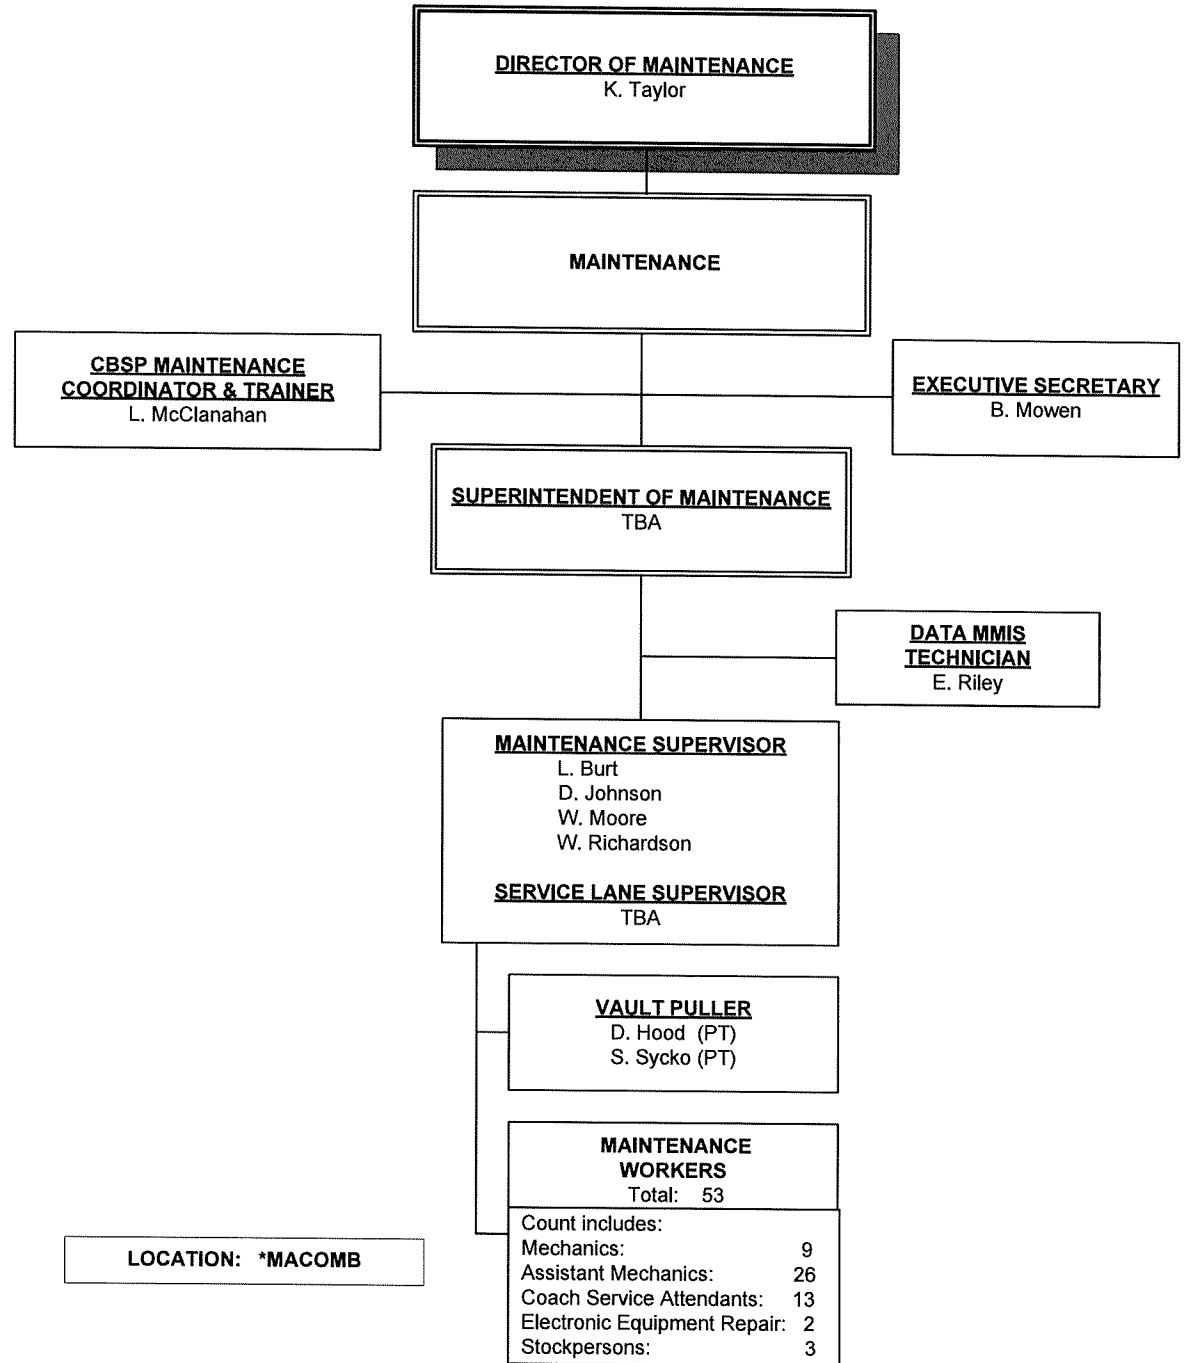 DIRECTOR OF MAINTENANCE
K. Taylor
MAINTENANCE
CBSP MAINTENANCE
COORDINATOR & TRAINER
L. McClanahan
EXECUTIVE SECRETARY
B. Mowen
SUPERINTENDENT OF MAINTENANCE
TBA
DATA MMIS
TECHNICIAN
E. Riley
MAINTENANCE SUPERVISOR
L. Burt
D. Johnson
W. Moore
W. Richardson
SERVICE LANE SUPERVISOR
TBA
VAULT PULLER
D. Hood (PT)
S. Sycko (PT)
MAINTENANCE
WORKERS
Total: 53
Count includes:
Mechanics: 9
Assistant Mechanics: 26
Coach Service Attendants: 13
Electronic Equipment Repair: 2
Stockpersons: 3
LOCATION: *MACOMB